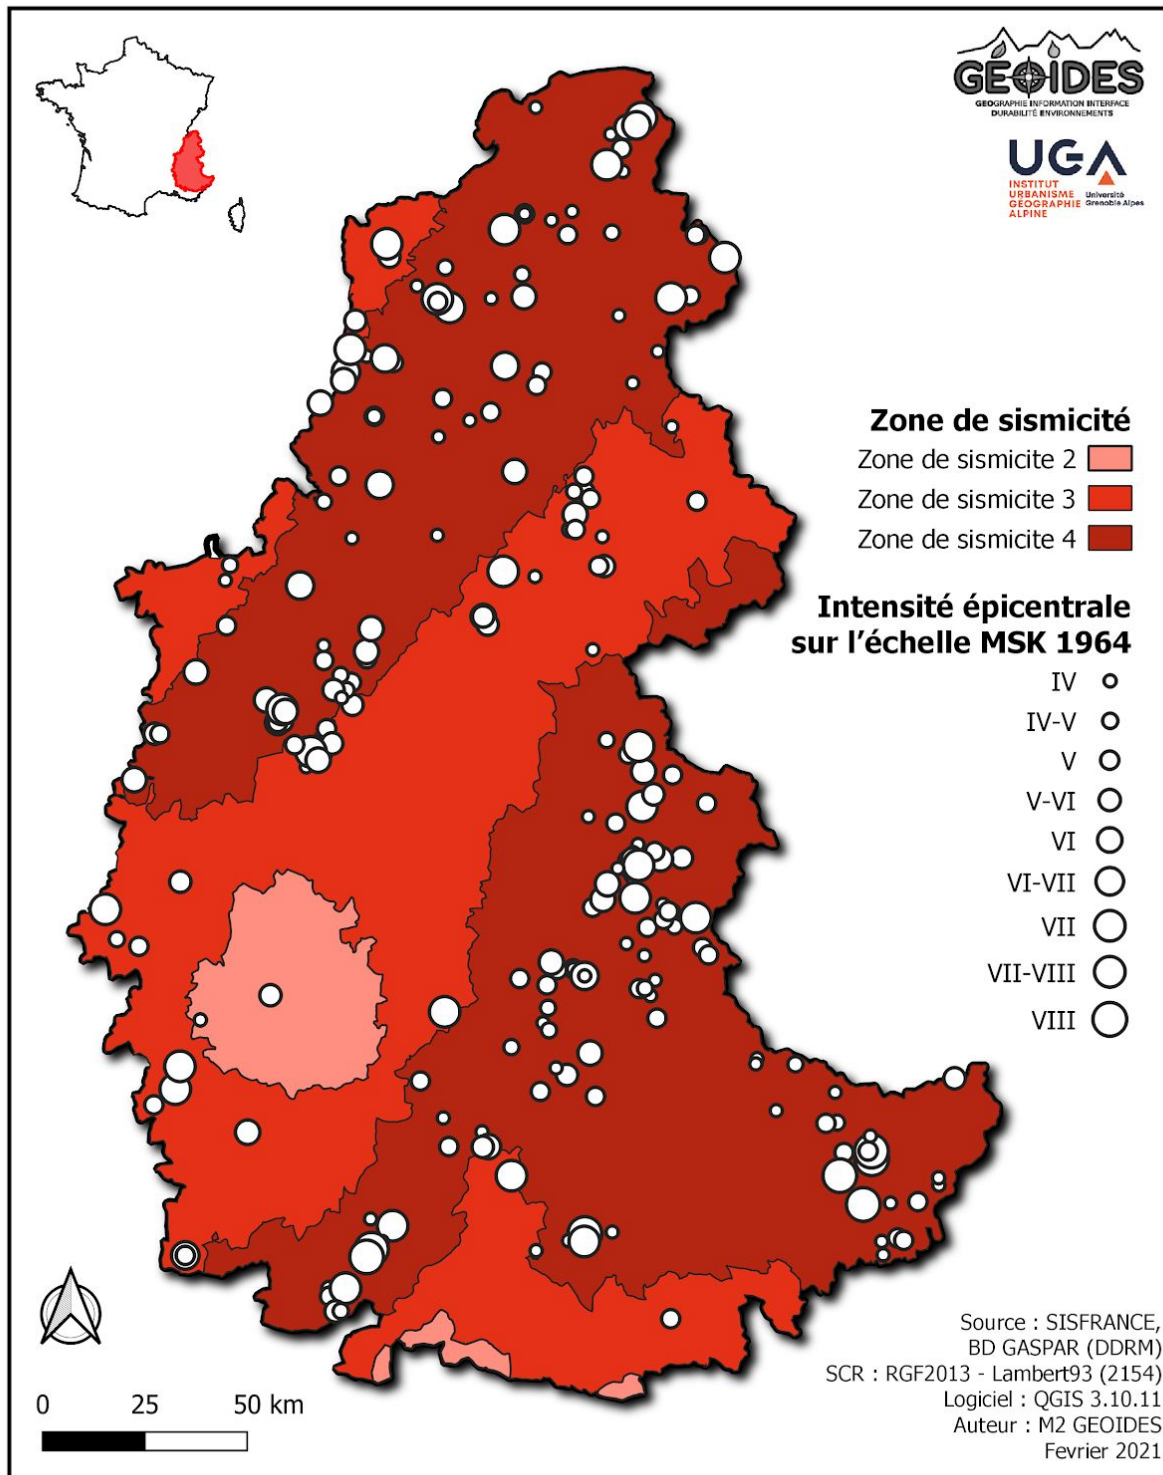 GÉOIDES
GEOGRAPHIE INFORMATION INTERFACE
DURABILITÉ ENVIRONNEMENTS
UGA
INSTITUT
URBANISME
GÉOGRAPHIE
ALPINE
Université
Grenoble Alpes
Zone de sismicité
Zone de sismicite 2
Zone de sismicite 3
Zone de sismicite 4
Intensité épicentrale
sur l'échelle MSK 1964
IV
IV-V
V
V-VI
VI
VI-VII
VII
VII-VIII
VIII
0 25 50 km
Source : SISFRANCE,
BD GASPAR (DDRM)
SCR : RGF2013 - Lambert93 (2154)
Logiciel : QGIS 3.10.11
Auteur : M2 GEOIDES
Fevrier 2021